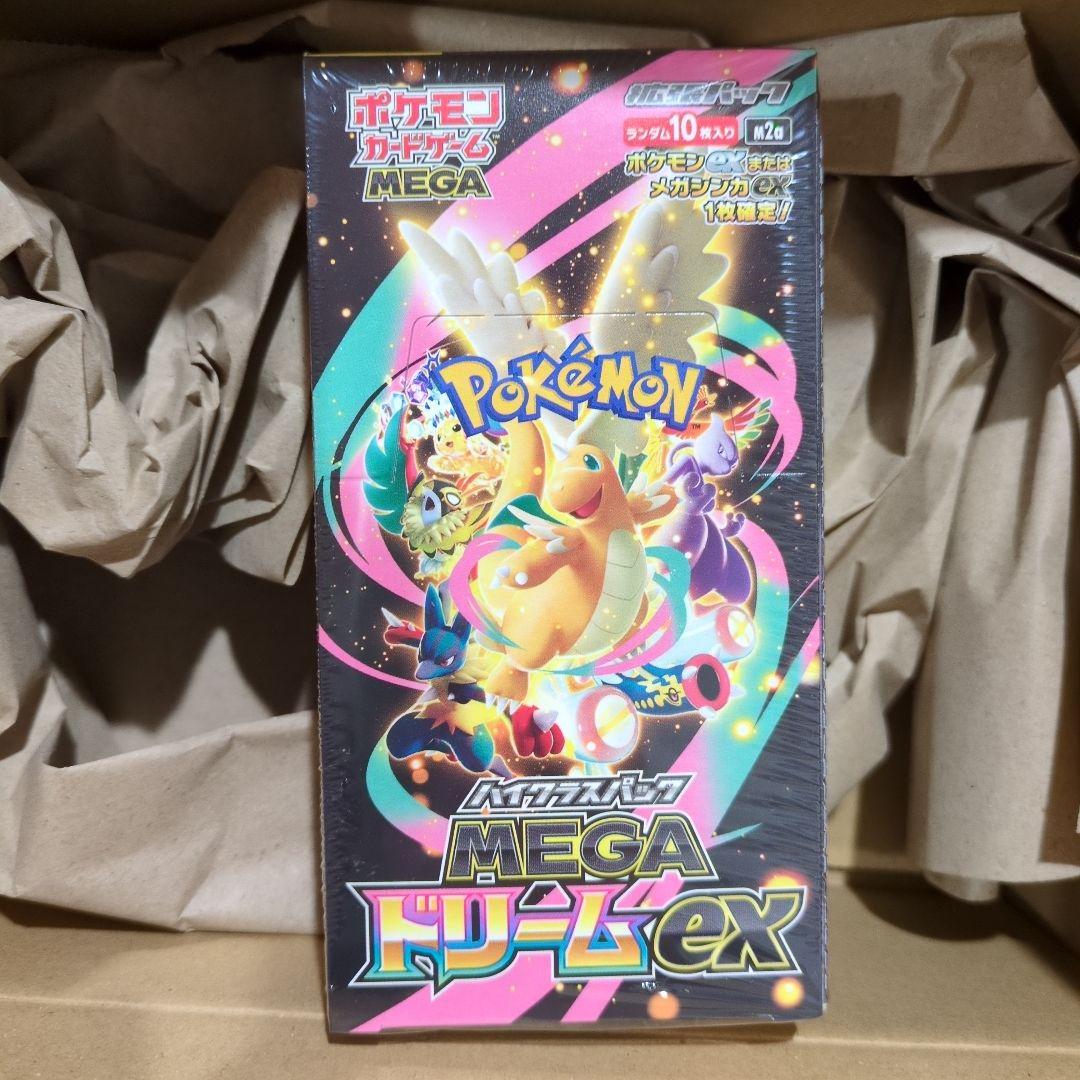 ポケモン
カードゲーム™
MEGA
拡張パック
ランダム10枚入り M2a
ポケモンexまたは
メガシンカex
1枚確定!
POKéMON™
ハイクラスパック
MEGA
ドリームex